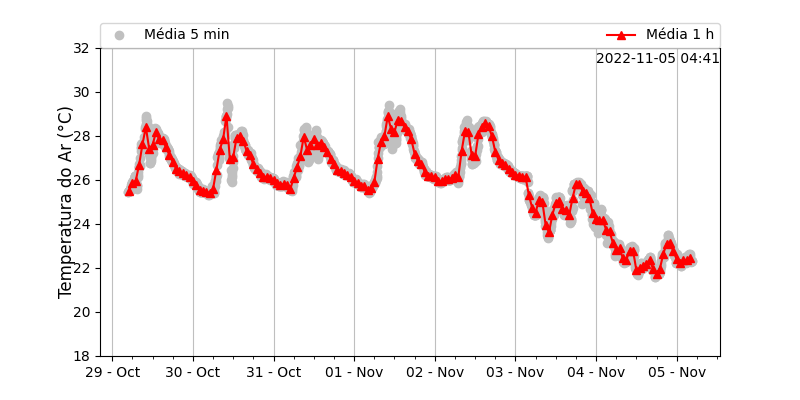 Média 5 min
Média 1 h
2022-11-05 04:41
Temperatura do Ar (°C)
32
30
28
26
24
22
20
18
29 - Oct
30 - Oct
31 - Oct
01 - Nov
02 - Nov
03 - Nov
04 - Nov
05 - Nov